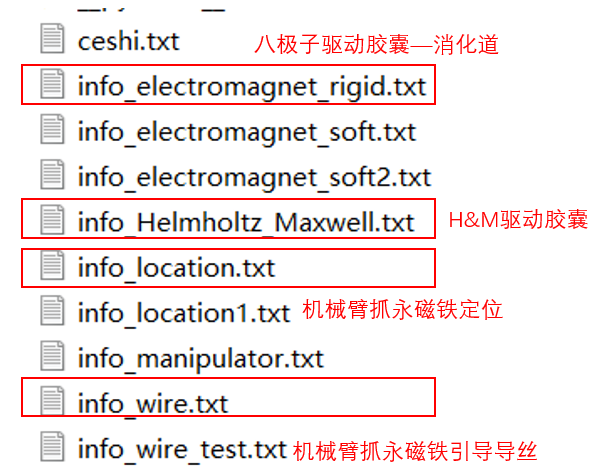 ceshi.txt
八极子驱动胶囊—消化道
info_electromagnet_rigid.txt
info_electromagnet_soft.txt
info_electromagnet_soft2.txt
info_Helmholtz_Maxwell.txt
H&M驱动胶囊
info_location.txt
info_location1.txt
机械臂抓永磁铁定位
info_manipulator.txt
info_wire.txt
info_wire_test.txt
机械臂抓永磁铁引导导丝